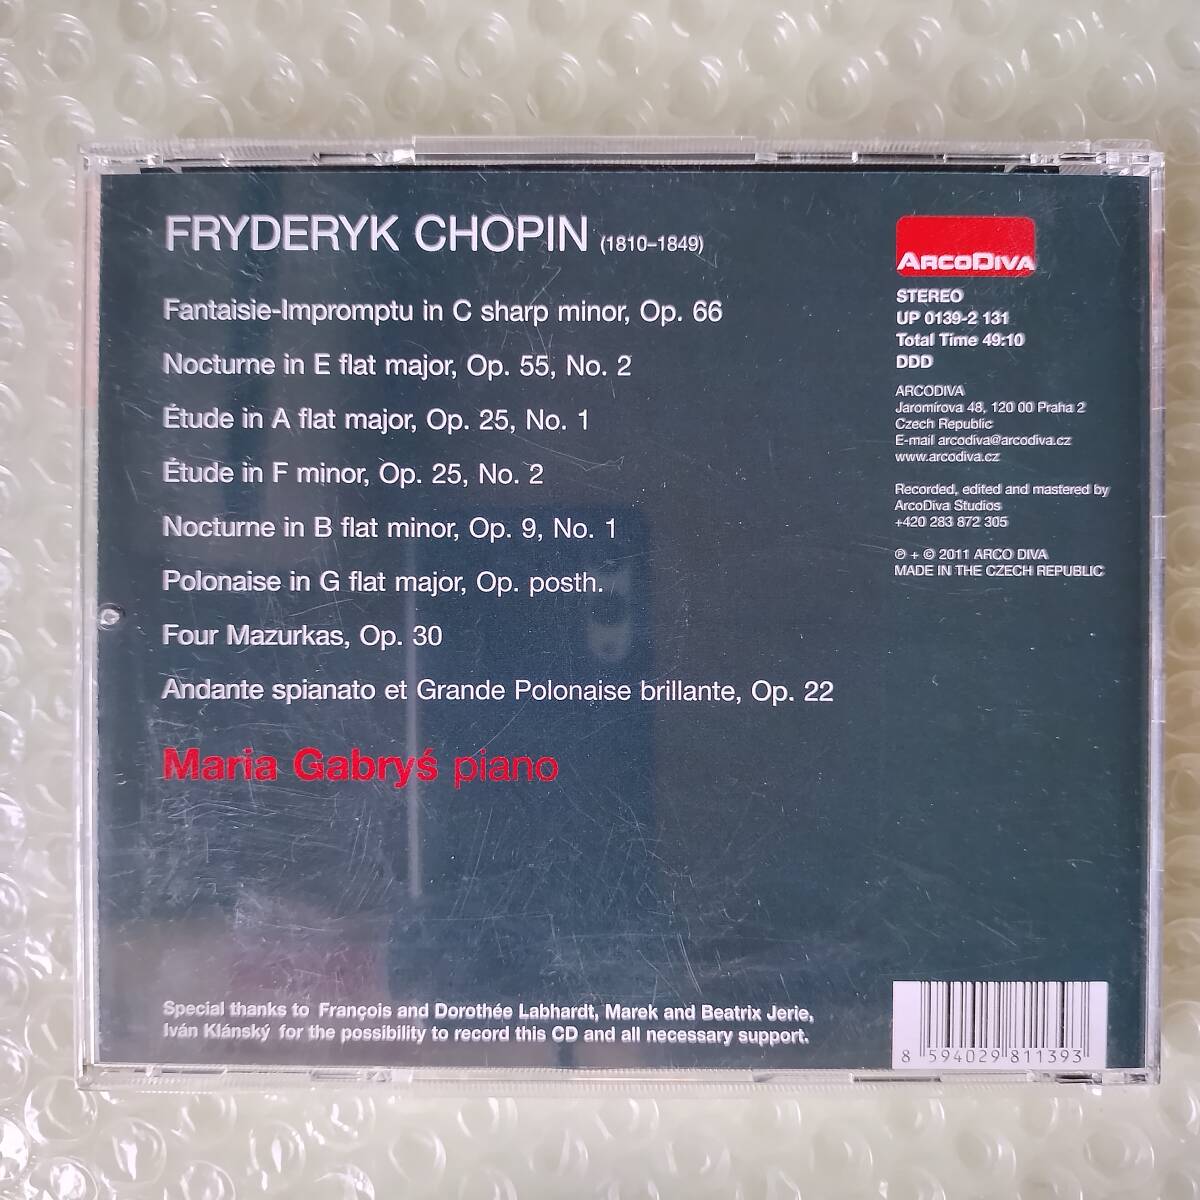 FRYDERYK CHOPIN (1810–1849)
Fantaisie-Impromptu in C sharp minor, Op. 66
Nocturne in E flat major, Op. 55, No. 2
Étude in A flat major, Op. 25, No. 1
Étude in F minor, Op. 25, No. 2
Nocturne in B flat minor, Op. 9, No. 1
Polonaise in G flat major, Op. posth.
Four Mazurkas, Op. 30
Andante spianato et Grande Polonaise brillante, Op. 22
Maria Gabryś piano
ARCODIVA
STEREO
UP 0139-2 131
Total Time 49:10
DDD
ARCODIVA
Jaromírova 48, 120 00 Praha 2
Czech Republic
E-mail arcodiva@arcodiva.cz
www.arcodiva.cz
Recorded, edited and mastered by
ArcoDiva Studios
+420 283 872 305
℗ + © 2011 ARCO DIVA
MADE IN THE CZECH REPUBLIC
Special thanks to François and Dorothée Labhardt, Marek and Beatrix Jerie,
Iván Klánský for the possibility to record this CD and all necessary support.
8 594029 811393